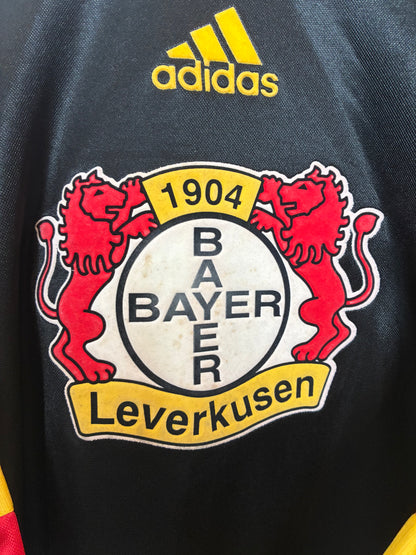 adidas
1904
BAYER
BAYER
Leverkusen